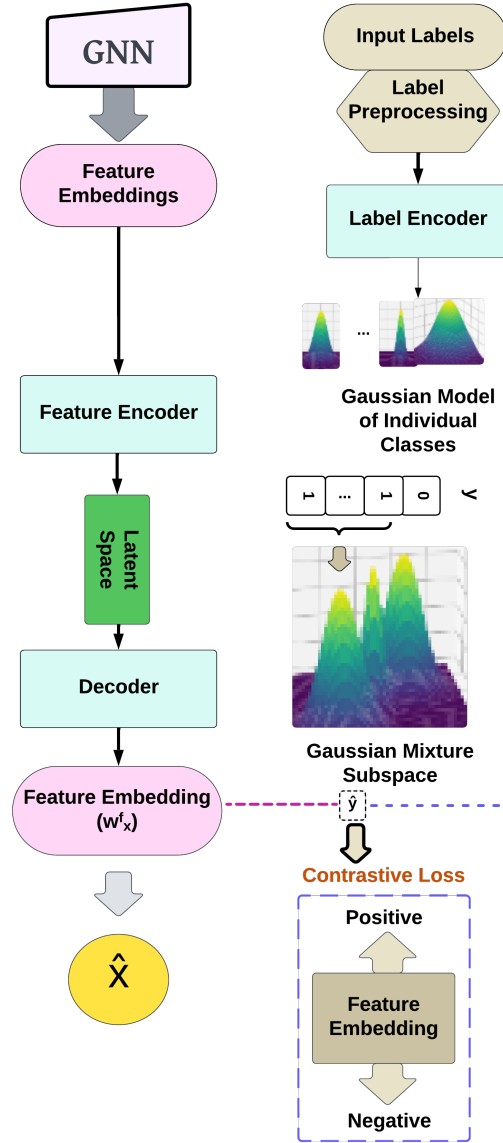 GNN
Feature
Embeddings
Feature Encoder
Latent
Space
Decoder
Feature Embedding
(wᶠₓ)
X̂
Input Labels
Label
Preprocessing
Label Encoder
...
Gaussian Model
of Individual
Classes
1 ... 1 0 y
Gaussian Mixture
Subspace
ŷ
Contrastive Loss
Positive
Feature
Embedding
Negative